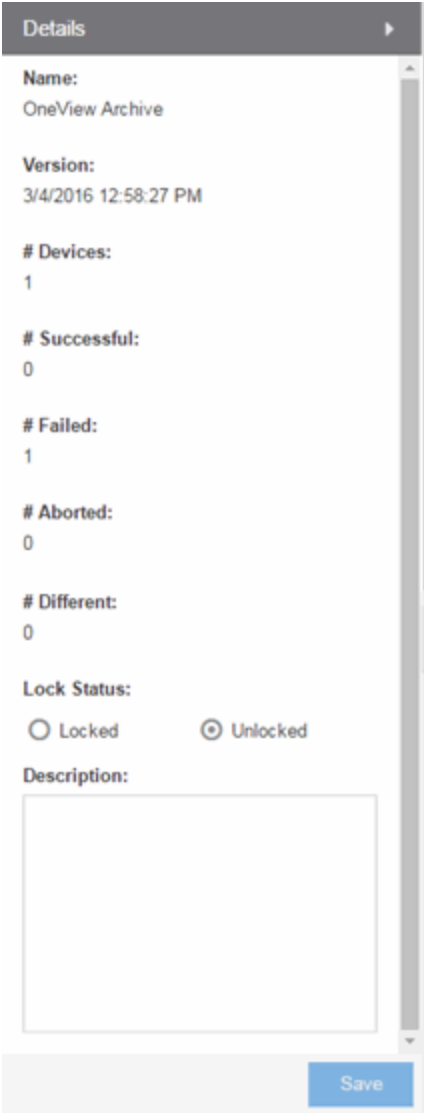 Details
Name:
OneView Archive
Version:
3/4/2016 12:58:27 PM
# Devices:
1
# Successful:
0
# Failed:
1
# Aborted:
0
# Different:
0
Lock Status:
Locked Unlocked
Description:
Save